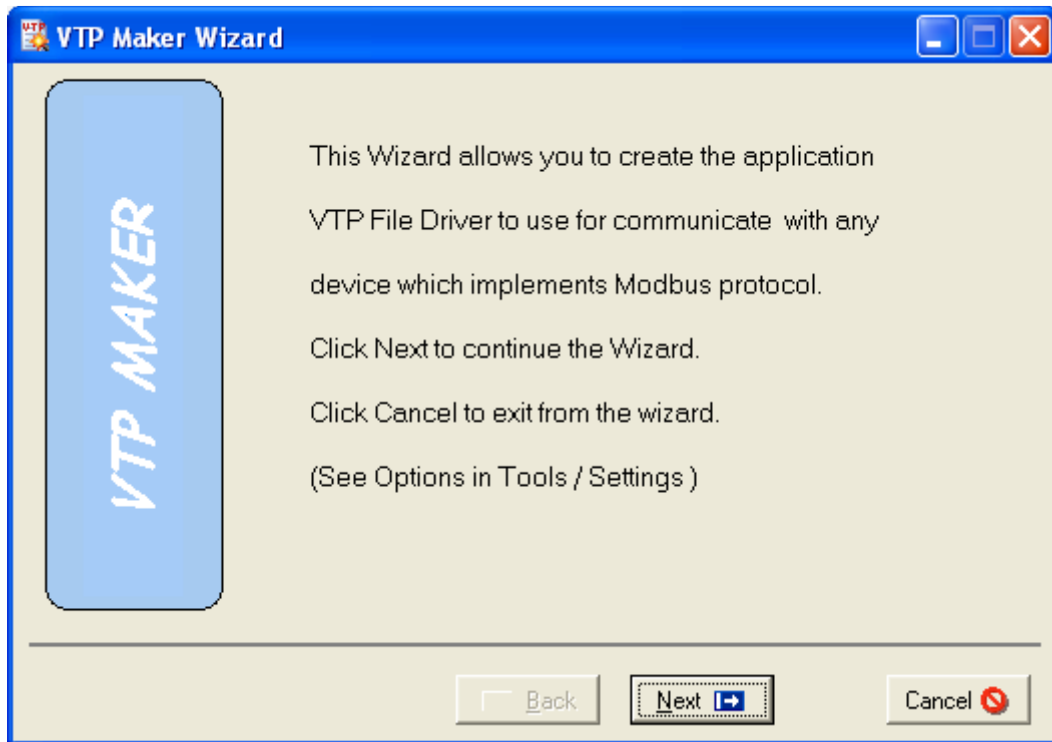 VTP
VTP Maker Wizard
VTP MAKER
This Wizard allows you to create the application
VTP File Driver to use for communicate  with any
device which implements Modbus protocol.
Click Next to continue the Wizard.
Click Cancel to exit from the wizard.
(See Options in Tools / Settings )
Back
Next
Cancel